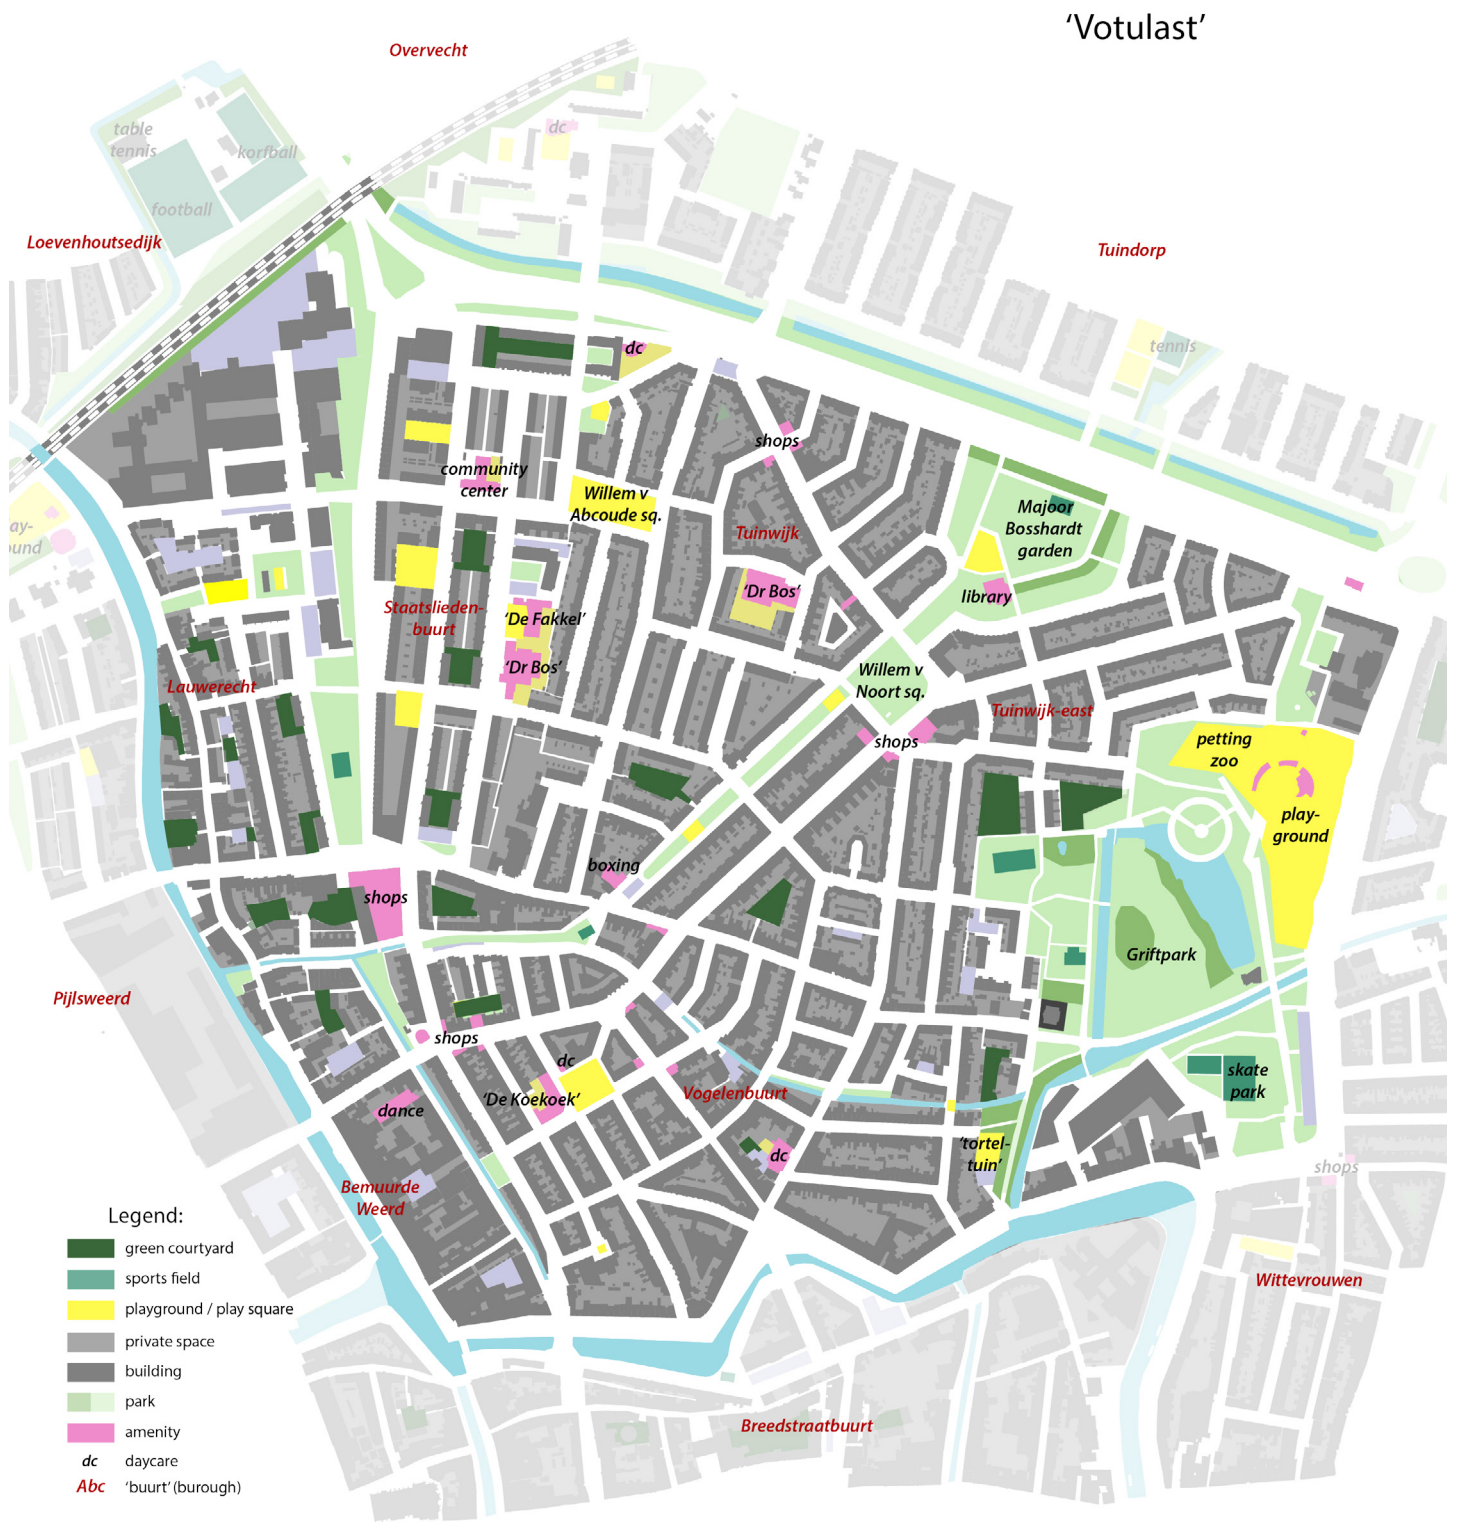 'Votulast'
Overvecht
table
tennis
korfball
dc
football
Loevenhoutsedijk
Tuindorp
tennis
dc
shops
community
center
Willem v
Abcoude sq.
Majoor
Bosshardt
garden
ay-
ound
Tuinwijk
'Dr Bos'
library
Staatslieden-
buurt
'De Fakkel'
'Dr Bos'
Willem v
Noort sq.
Lauwerecht
Tuinwijk-east
shops
petting
zoo
play-
ground
boxing
shops
Griftpark
Pijlsweerd
shops
dc
'De Koekoek'
Vogelenbuurt
skate
park
dance
'tortel-
tuin'
dc
shops
Bemuurde
Weerd
Legend:
green courtyard
sports field
playground / play square
private space
building
park
amenity
dc daycare
Abc 'buurt' (burough)
Wittevrouwen
Breedstraatbuurt